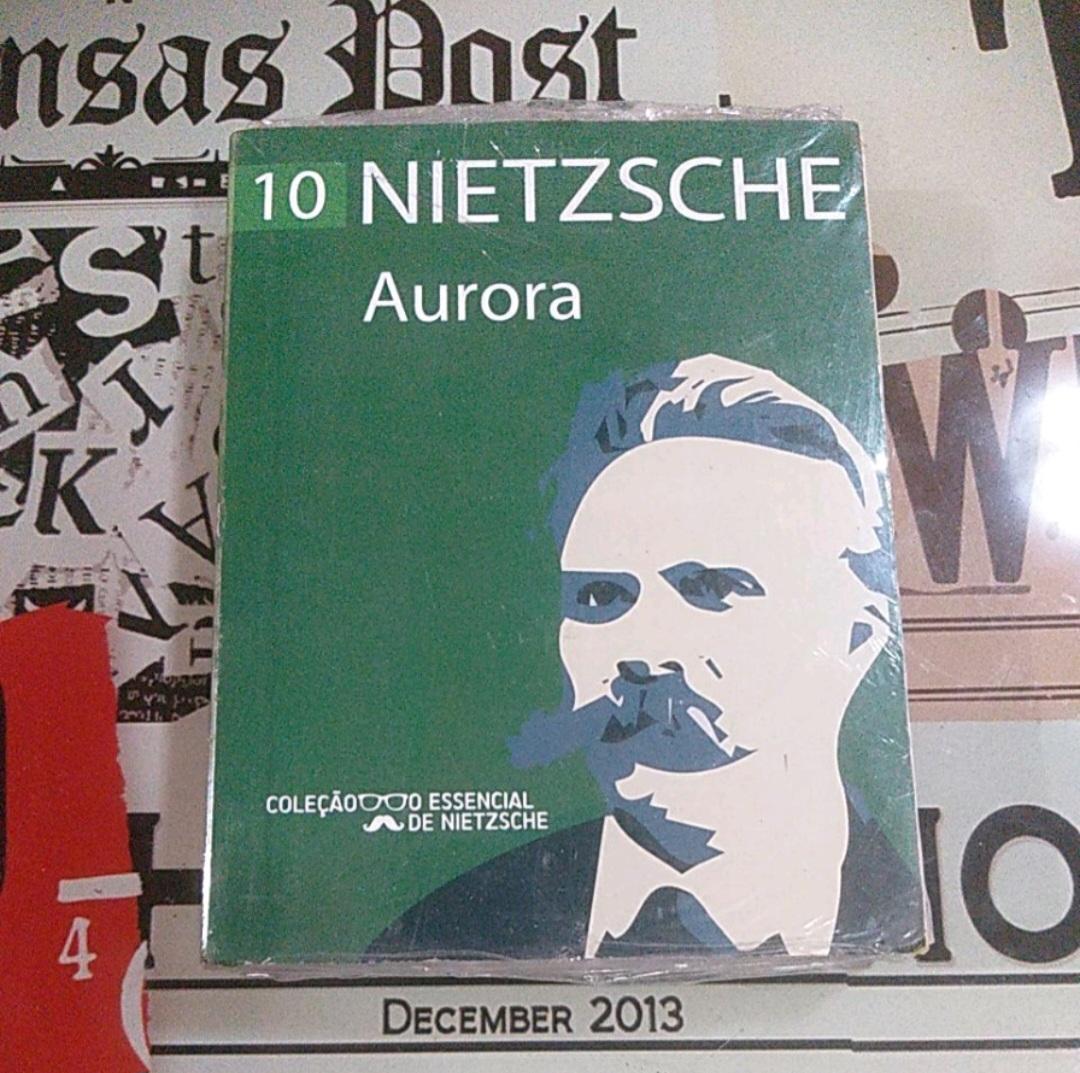 nsas Post
10 NIETZSCHE
Aurora
COLEÇÃO O ESSENCIAL
DE NIETZSCHE
4
DECEMBER 2013